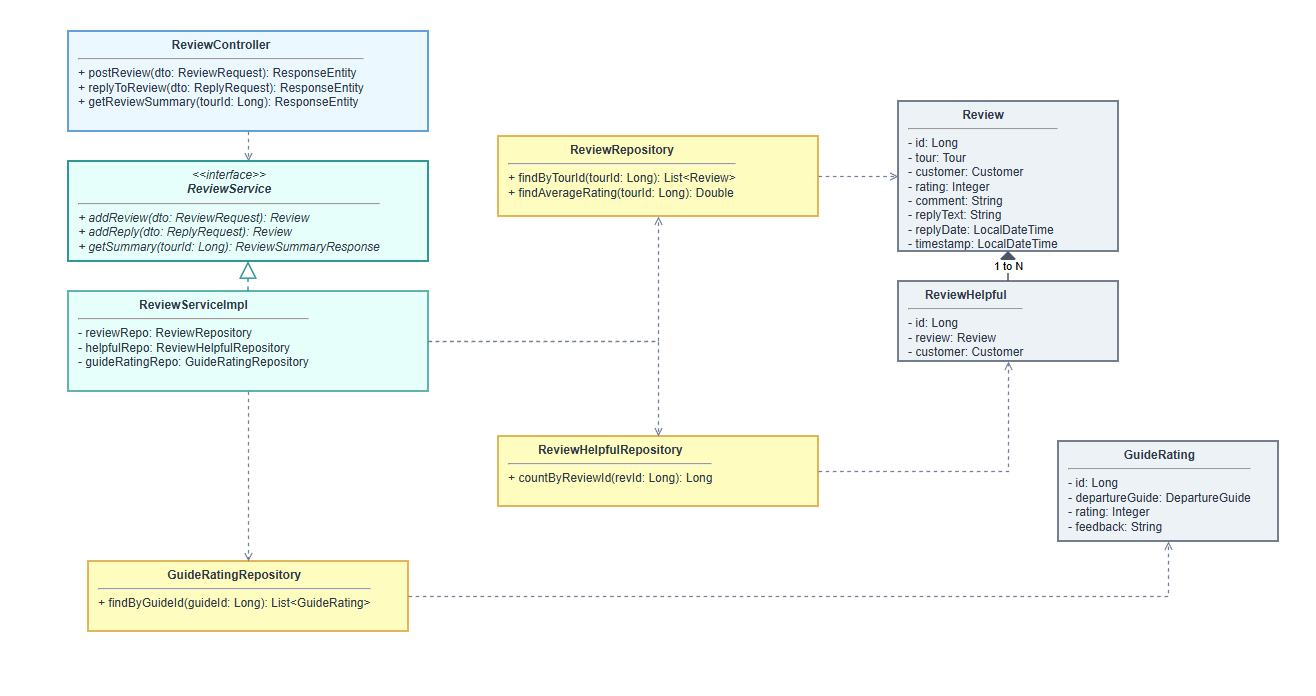 ReviewController
+ postReview(dto: ReviewRequest): ResponseEntity
+ replyToReview(dto: ReplyRequest): ResponseEntity
+ getReviewSummary(tourId: Long): ResponseEntity
<<interface>>
ReviewService
+ addReview(dto: ReviewRequest): Review
+ addReply(dto: ReplyRequest): Review
+ getSummary(tourId: Long): ReviewSummaryResponse
ReviewServiceImpl
- reviewRepo: ReviewRepository
- helpfulRepo: ReviewHelpfulRepository
- guideRatingRepo: GuideRatingRepository
ReviewRepository
+ findByTourId(tourId: Long): List<Review>
+ findAverageRating(tourId: Long): Double
Review
- id: Long
- tour: Tour
- customer: Customer
- rating: Integer
- comment: String
- replyText: String
- replyDate: LocalDateTime
- timestamp: LocalDateTime
1 to N
ReviewHelpful
- id: Long
- review: Review
- customer: Customer
ReviewHelpfulRepository
+ countByReviewId(revId: Long): Long
GuideRating
- id: Long
- departureGuide: DepartureGuide
- rating: Integer
- feedback: String
GuideRatingRepository
+ findByGuideId(guideId: Long): List<GuideRating>